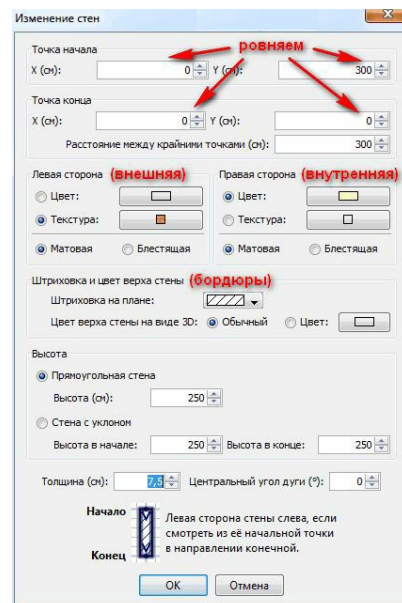 Изменение стен
Точка начала
ровняем
X (см): 0 Y (см): 300
Точка конца
X (см): 0 Y (см): 0
Расстояние между крайними точками (см): 300
Левая сторона (внешняя) Правая сторона (внутренняя)
Цвет: Цвет:
Текстура: Текстура:
Матовая Блестящая Матовая Блестящая
Штриховка и цвет верха стены (бордюры)
Штриховка на плане:
Цвет верха стены на виде 3D: Обычный Цвет:
Высота
Прямоугольная стена
Высота (см): 250
Стена с уклоном
Высота в начале: 250 Высота в конце: 250
Толщина (см): 7,5 Центральный угол дуги (°): 0
Начало
Левая сторона стены слева, если
смотреть из её начальной точки
в направлении конечной.
Конец
OK Отмена